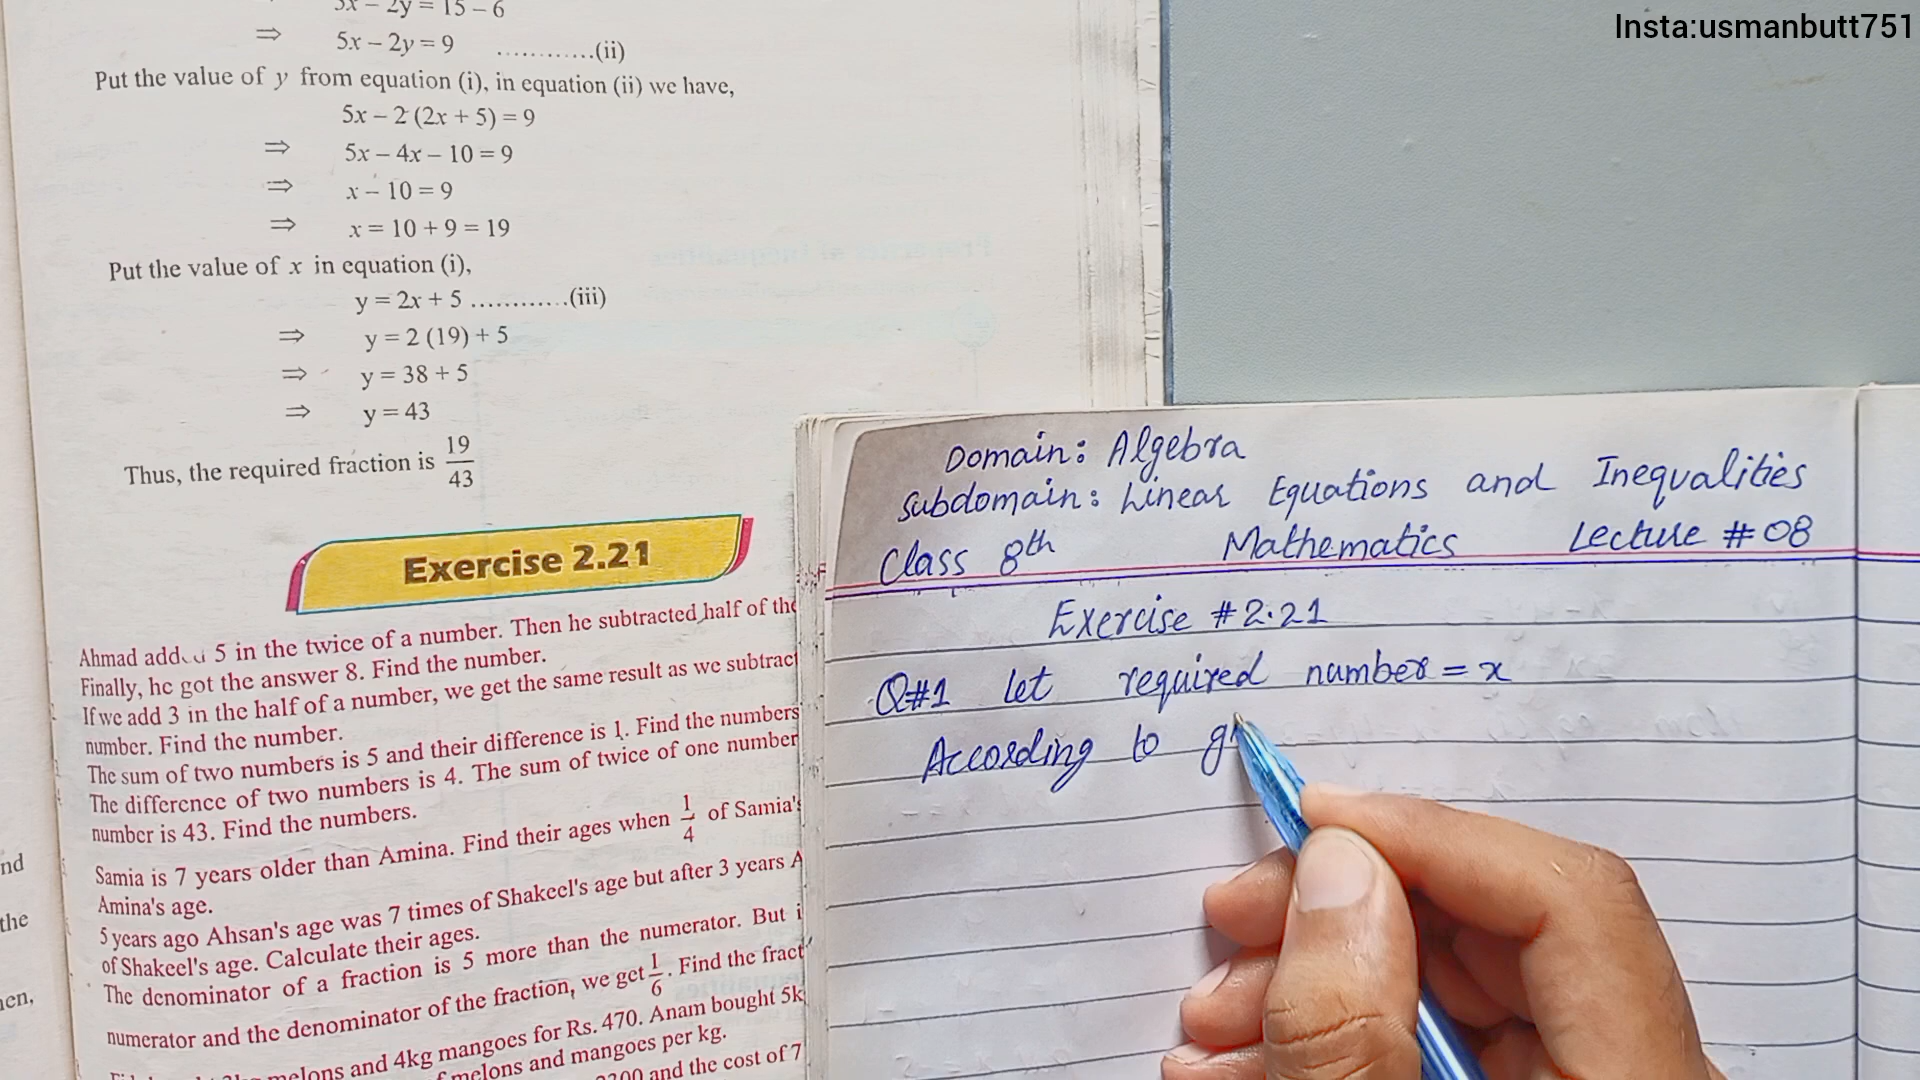 Insta:usmanbutt751
5x – 2y = 15 – 6
⇒ 5x – 2y = 9 ............(ii)
Put the value of y from equation (i), in equation (ii) we have,
5x – 2 (2x + 5) = 9
⇒ 5x – 4x – 10 = 9
⇒ x – 10 = 9
⇒ x = 10 + 9 = 19
Put the value of x in equation (i),
y = 2x + 5 ............(iii)
⇒ y = 2 (19) + 5
⇒ y = 38 + 5
⇒ y = 43
Thus, the required fraction is 19/43
Exercise 2.21
Ahmad added 5 in the twice of a number. Then he subtracted half of the
Finally, he got the answer 8. Find the number.
If we add 3 in the half of a number, we get the same result as we subtract
number. Find the number.
The sum of two numbers is 5 and their difference is 1. Find the numbers
The difference of two numbers is 4. The sum of twice of one number
number is 43. Find the numbers.
Samia is 7 years older than Amina. Find their ages when 1/4 of Samia's
Amina's age.
5 years ago Ahsan's age was 7 times of Shakeel's age but after 3 years A
of Shakeel's age. Calculate their ages.
The denominator of a fraction is 5 more than the numerator. But i
numerator and the denominator of the fraction, we get 1/6. Find the fract
melons and 4kg mangoes for Rs. 470. Anam bought 5k
melons and mangoes per kg.
and the cost of 7
nd
the
Domain: Algebra
Subdomain: Linear Equations and Inequalities
Class 8th Mathematics Lecture #08
Exercise #2.21
Q#1 Let required number = x
According to g